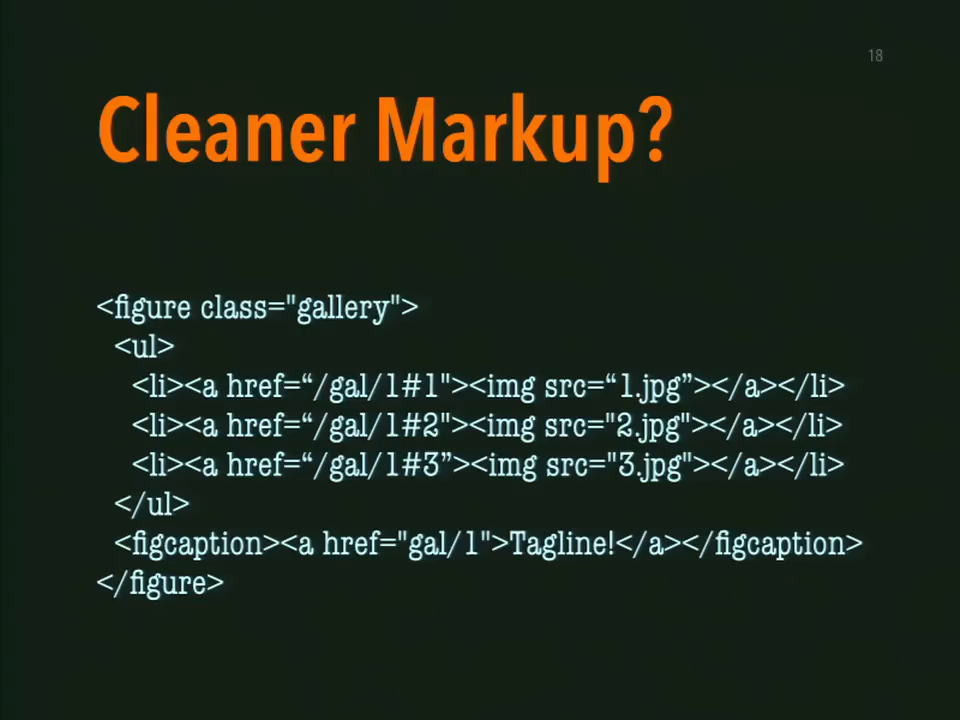 18
Cleaner Markup?
<figure class="gallery">
<ul>
<li><a href=“/gal/1#1"><img src=“1.jpg”></a></li>
<li><a href=“/gal/1#2"><img src="2.jpg"></a></li>
<li><a href=“/gal/1#3”><img src="3.jpg"></a></li>
</ul>
<figcaption><a href="gal/1">Tagline!</a></figcaption>
</figure>